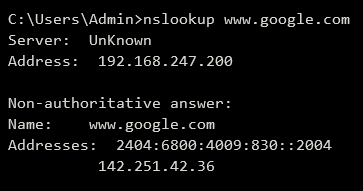 C:\Users\Admin>nslookup www.google.com
Server:  UnKnown
Address:  192.168.247.200

Non-authoritative answer:
Name:    www.google.com
Addresses:  2404:6800:4009:830::2004
          142.251.42.36